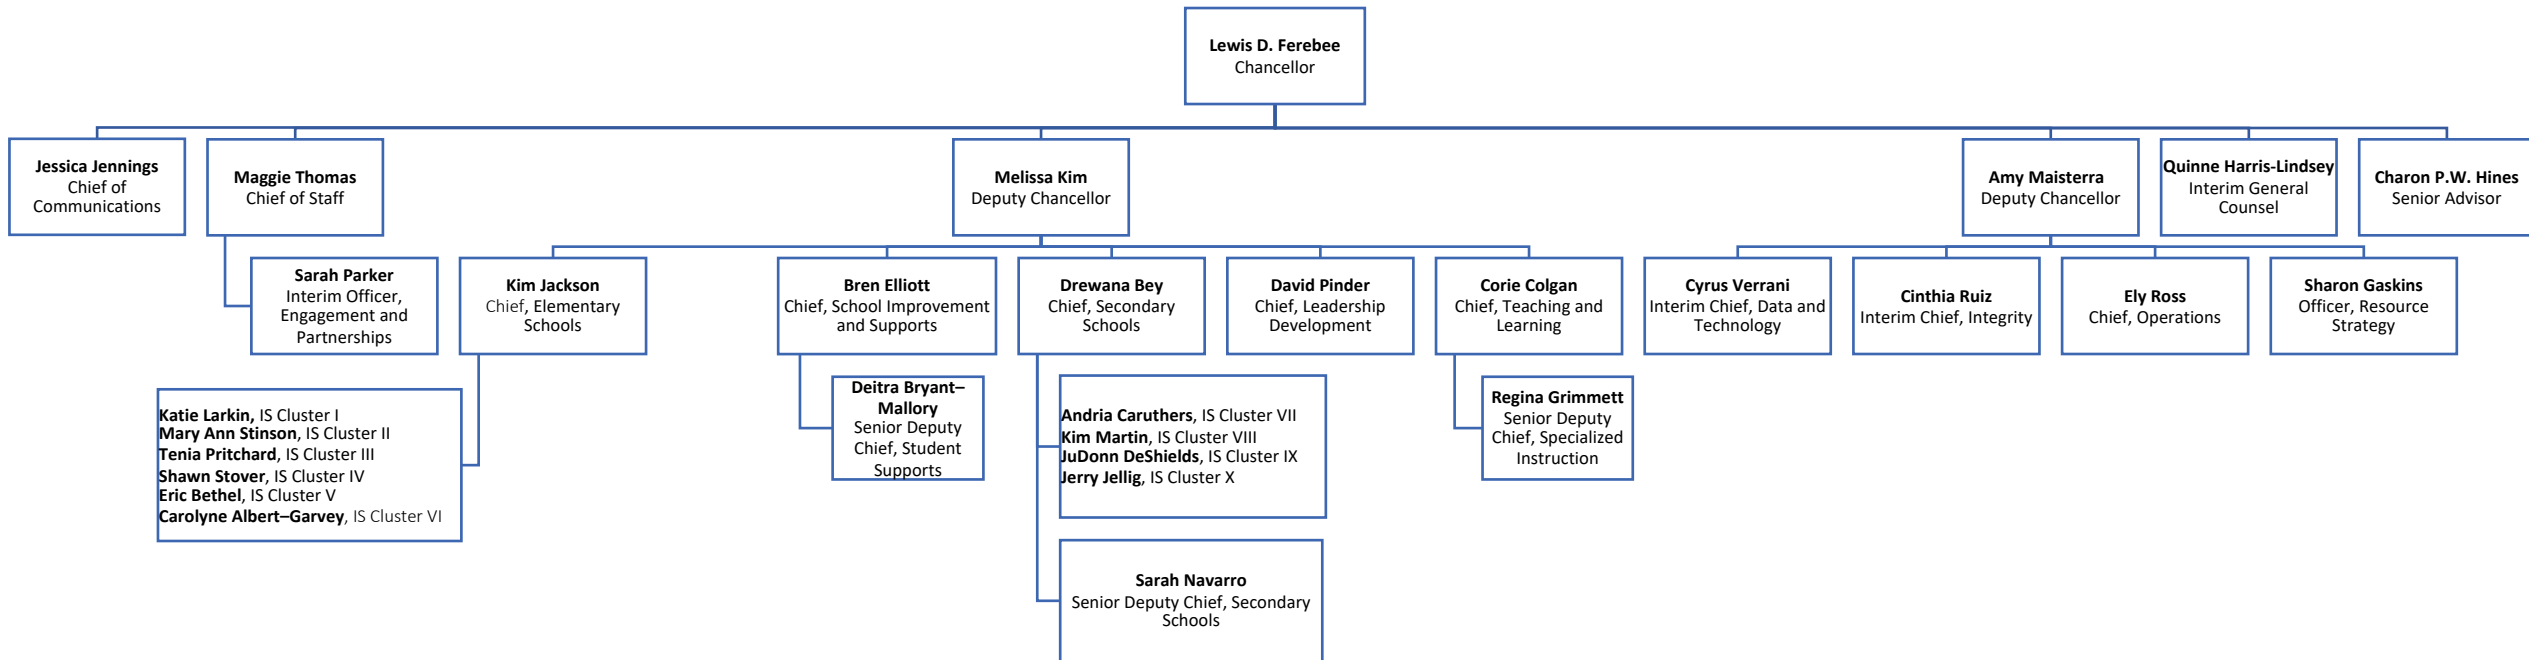 Lewis D. Ferebee
Chancellor
Jessica Jennings
Chief of
Communications
Maggie Thomas
Chief of Staff
Melissa Kim
Deputy Chancellor
Amy Maisterra
Deputy Chancellor
Quinne Harris-Lindsey
Interim General
Counsel
Charon P.W. Hines
Senior Advisor
Sarah Parker
Interim Officer,
Engagement and
Partnerships
Kim Jackson
Chief, Elementary
Schools
Bren Elliott
Chief, School Improvement
and Supports
Drewana Bey
Chief, Secondary
Schools
David Pinder
Chief, Leadership
Development
Corie Colgan
Chief, Teaching and
Learning
Cyrus Verrani
Interim Chief, Data and
Technology
Cinthia Ruiz
Interim Chief, Integrity
Ely Ross
Chief, Operations
Sharon Gaskins
Officer, Resource
Strategy
Katie Larkin, IS Cluster I
Mary Ann Stinson, IS Cluster II
Tenia Pritchard, IS Cluster III
Shawn Stover, IS Cluster IV
Eric Bethel, IS Cluster V
Carolyne Albert–Garvey, IS Cluster VI
Deitra Bryant–
Mallory
Senior Deputy
Chief, Student
Supports
Andria Caruthers, IS Cluster VII
Kim Martin, IS Cluster VIII
JuDonn DeShields, IS Cluster IX
Jerry Jellig, IS Cluster X
Regina Grimmett
Senior Deputy
Chief, Specialized
Instruction
Sarah Navarro
Senior Deputy Chief, Secondary
Schools